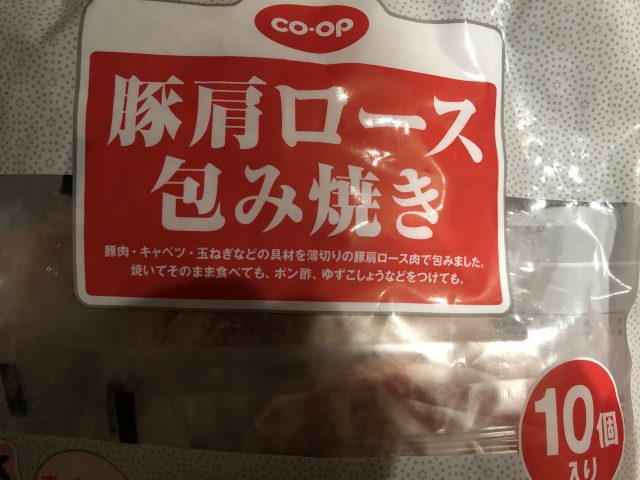 CO·OP
豚肩ロース
包み焼き
豚肉・キャベツ・玉ねぎなどの具材を薄切りの豚肩ロース肉で包みました。
焼いてそのまま食べても、ポン酢、ゆずこしょうなどをつけても。
10個
入り